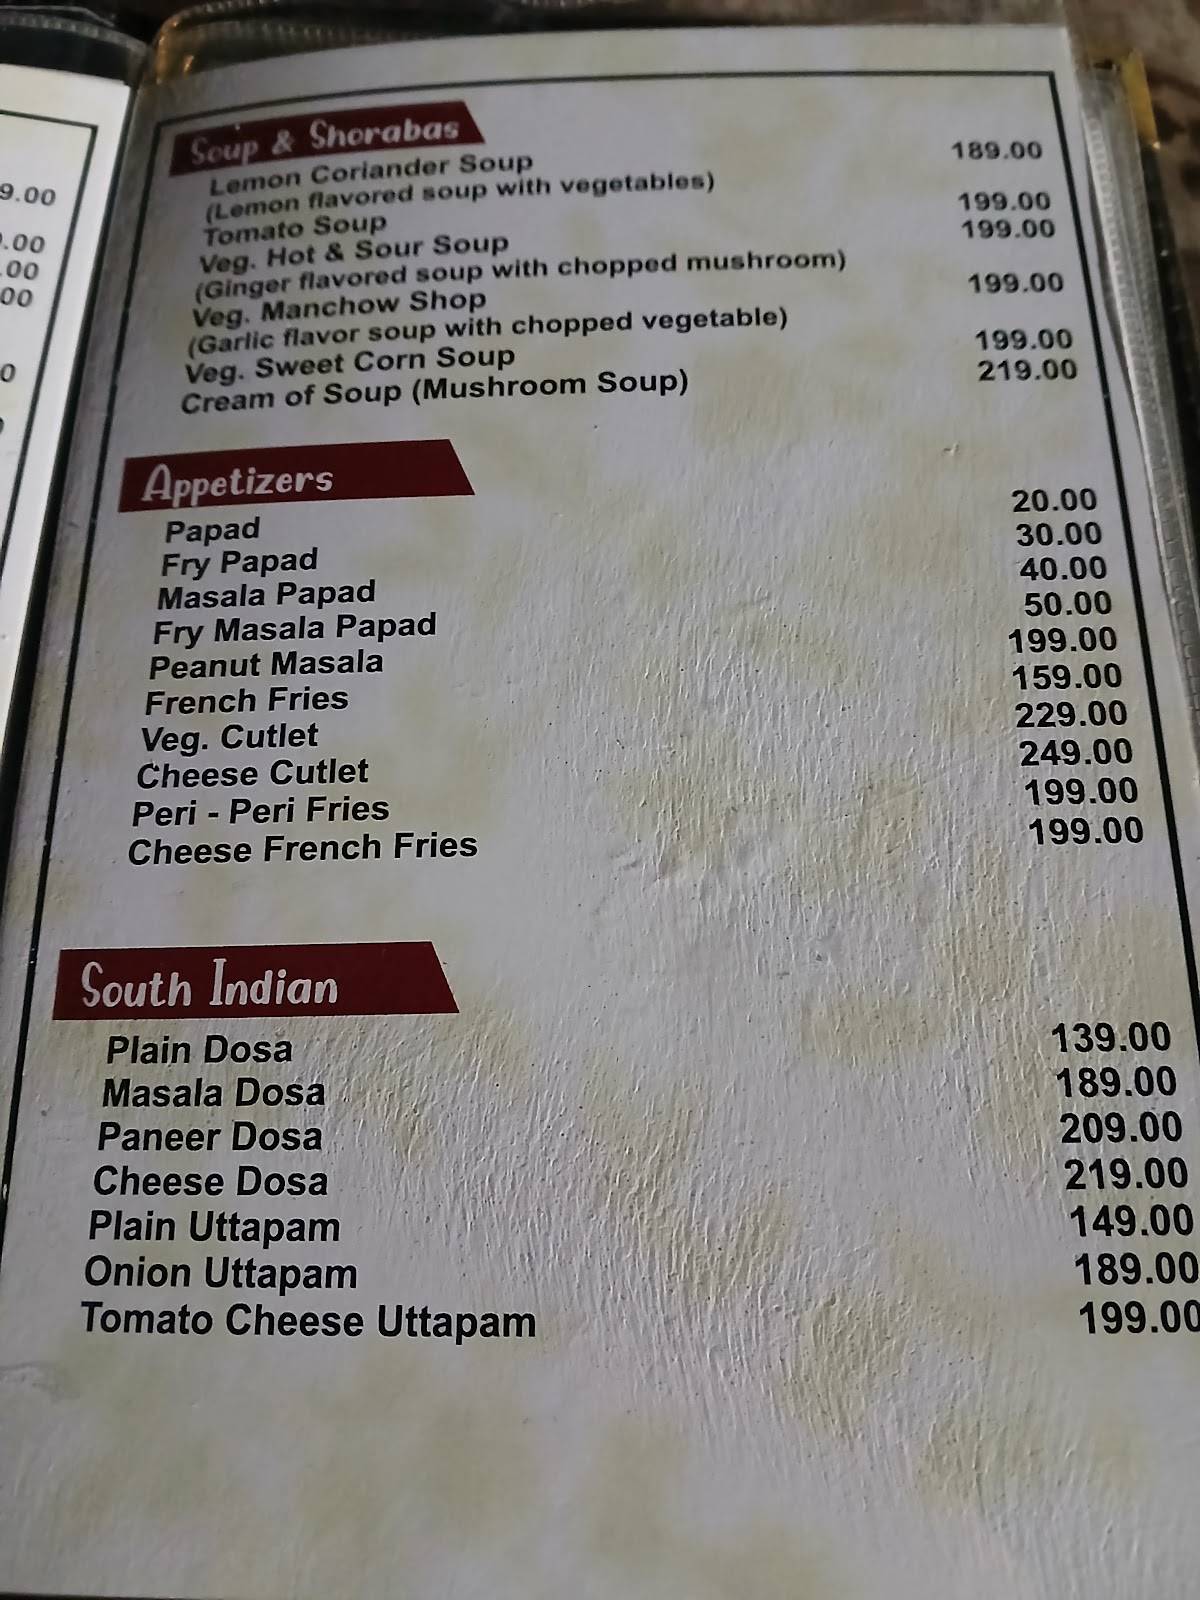 9.00
.00
.00
00
0
Soup & Shorabas
Lemon Coriander Soup 189.00
(Lemon flavored soup with vegetables)
Tomato Soup 199.00
Veg. Hot & Sour Soup 199.00
(Ginger flavored soup with chopped mushroom)
Veg. Manchow Shop 199.00
(Garlic flavor soup with chopped vegetable)
Veg. Sweet Corn Soup 199.00
Cream of Soup (Mushroom Soup) 219.00
Appetizers
Papad 20.00
Fry Papad 30.00
Masala Papad 40.00
Fry Masala Papad 50.00
Peanut Masala 199.00
French Fries 159.00
Veg. Cutlet 229.00
Cheese Cutlet 249.00
Peri - Peri Fries 199.00
Cheese French Fries 199.00
South Indian
Plain Dosa 139.00
Masala Dosa 189.00
Paneer Dosa 209.00
Cheese Dosa 219.00
Plain Uttapam 149.00
Onion Uttapam 189.00
Tomato Cheese Uttapam 199.00